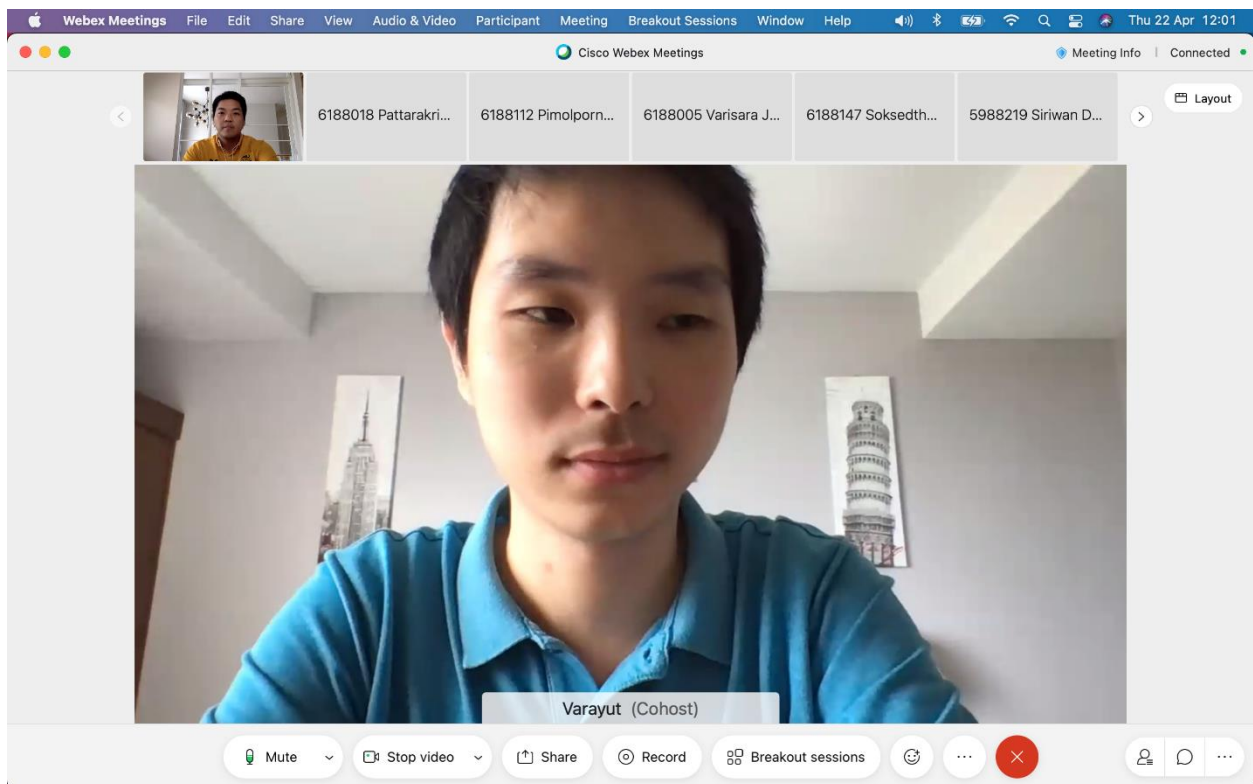 Webex Meetings File Edit Share View Audio & Video Participant Meeting Breakout Sessions Window Help Thu 22 Apr 12:01
Cisco Webex Meetings
Meeting Info | Connected
6188018 Pattarakri... 6188112 Pimolporn... 6188005 Varisara J... 6188147 Soksedth... 5988219 Siriwan D...
Layout
Varayut (Cohost)
Mute Stop video Share Record Breakout sessions